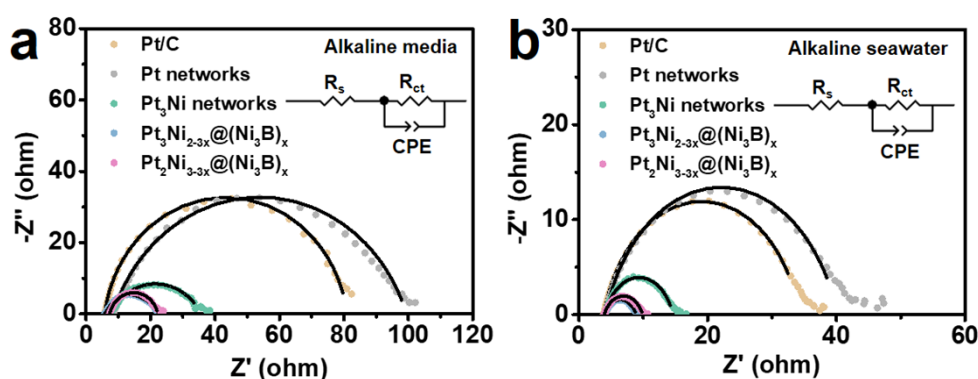 a
Pt/C
Pt networks
Pt₃Ni networks
Pt₃Ni₂₋₃ₓ@(Ni₃B)ₓ
Pt₂Ni₃₋₃ₓ@(Ni₃B)ₓ
Alkaline media
Rₛ
R_ct
CPE
80
60
40
20
0
-Z'' (ohm)
0 20 40 60 80 100 120
Z' (ohm)
b
Pt/C
Pt networks
Pt₃Ni networks
Pt₃Ni₂₋₃ₓ@(Ni₃B)ₓ
Pt₂Ni₃₋₃ₓ@(Ni₃B)ₓ
Alkaline seawater
Rₛ
R_ct
CPE
30
20
10
0
-Z'' (ohm)
0 20 40 60
Z' (ohm)